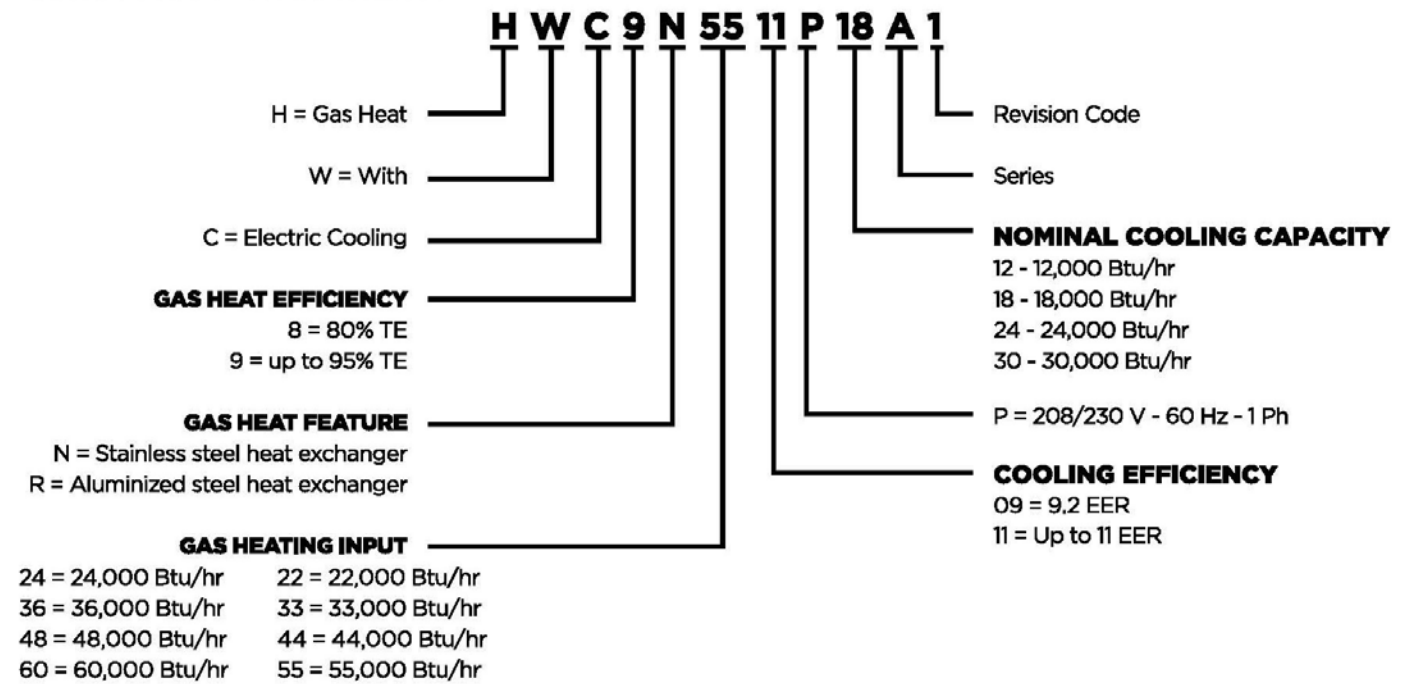 H W C 9 N 55 11 P 18 A 1
H = Gas Heat
W = With
C = Electric Cooling
GAS HEAT EFFICIENCY
8 = 80% TE
9 = up to 95% TE
GAS HEAT FEATURE
N = Stainless steel heat exchanger
R = Aluminized steel heat exchanger
GAS HEATING INPUT
24 = 24,000 Btu/hr 22 = 22,000 Btu/hr
36 = 36,000 Btu/hr 33 = 33,000 Btu/hr
48 = 48,000 Btu/hr 44 = 44,000 Btu/hr
60 = 60,000 Btu/hr 55 = 55,000 Btu/hr
Revision Code
Series
NOMINAL COOLING CAPACITY
12 - 12,000 Btu/hr
18 - 18,000 Btu/hr
24 - 24,000 Btu/hr
30 - 30,000 Btu/hr
P = 208/230 V - 60 Hz - 1 Ph
COOLING EFFICIENCY
09 = 9.2 EER
11 = Up to 11 EER